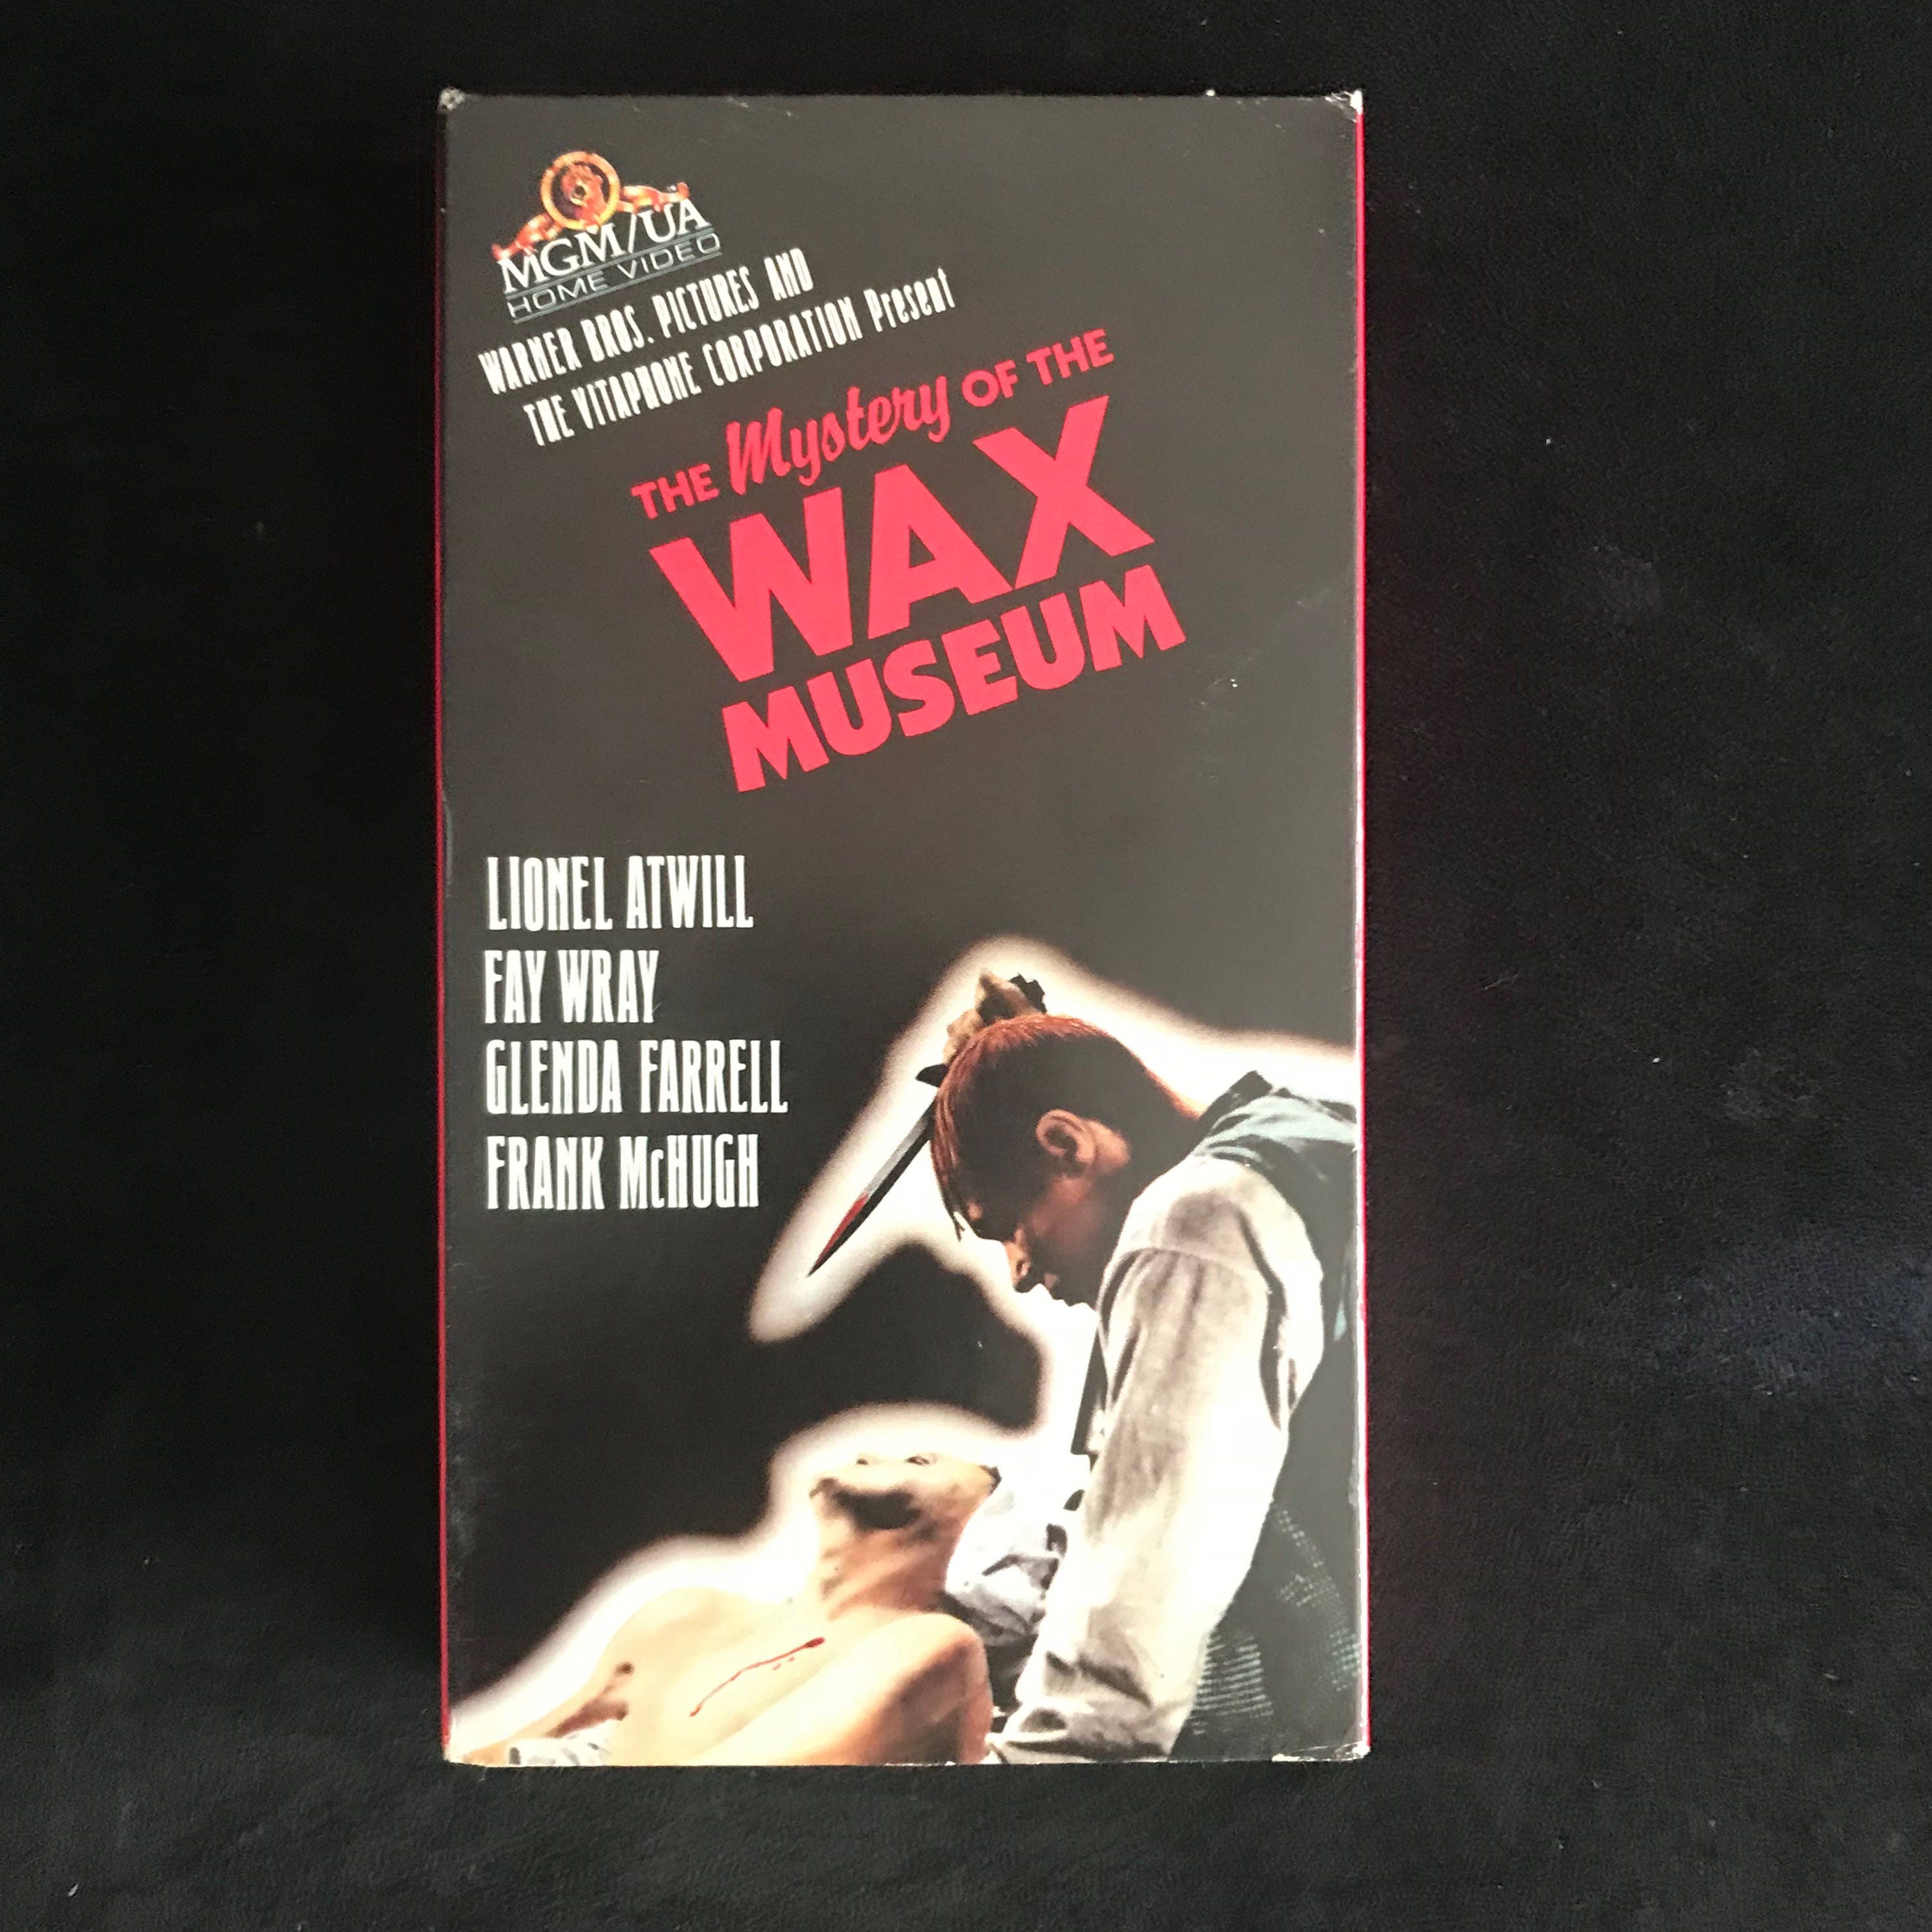 MGM/UA
HOME VIDEO
WARNER BROS. PICTURES AND
THE VITAPHONE CORPORATION Present
THE Mystery OF THE
WAX
MUSEUM
LIONEL ATWILL
FAY WRAY
GLENDA FARRELL
FRANK McHUGH